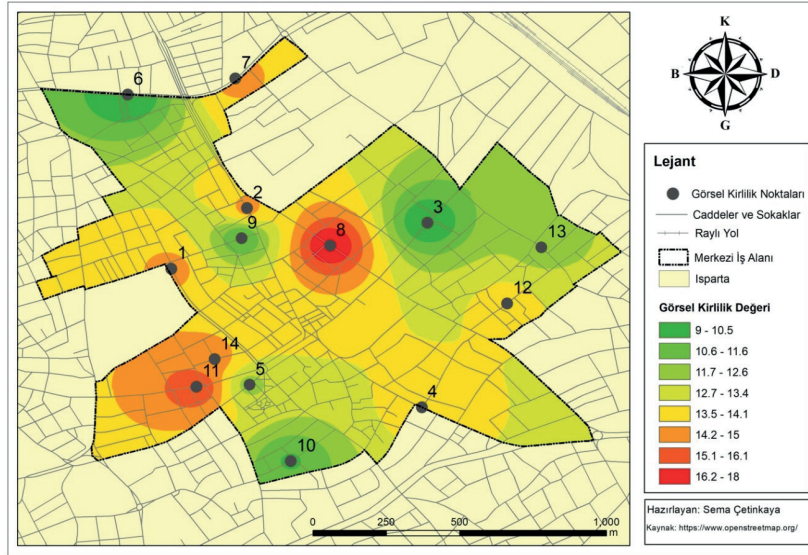 6
7
2
9
8
3
13
1
12
14
11
5
4
10
0 250 500 1,000
m
K
B D
G
Lejant
Görsel Kirlilik Noktaları
Caddeler ve Sokaklar
Raylı Yol
Merkezi İş Alanı
Isparta
Görsel Kirlilik Değeri
9 - 10.5
10.6 - 11.6
11.7 - 12.6
12.7 - 13.4
13.5 - 14.1
14.2 - 15
15.1 - 16.1
16.2 - 18
Hazırlayan: Sema Çetinkaya
Kaynak: https://www.openstreetmap.org/